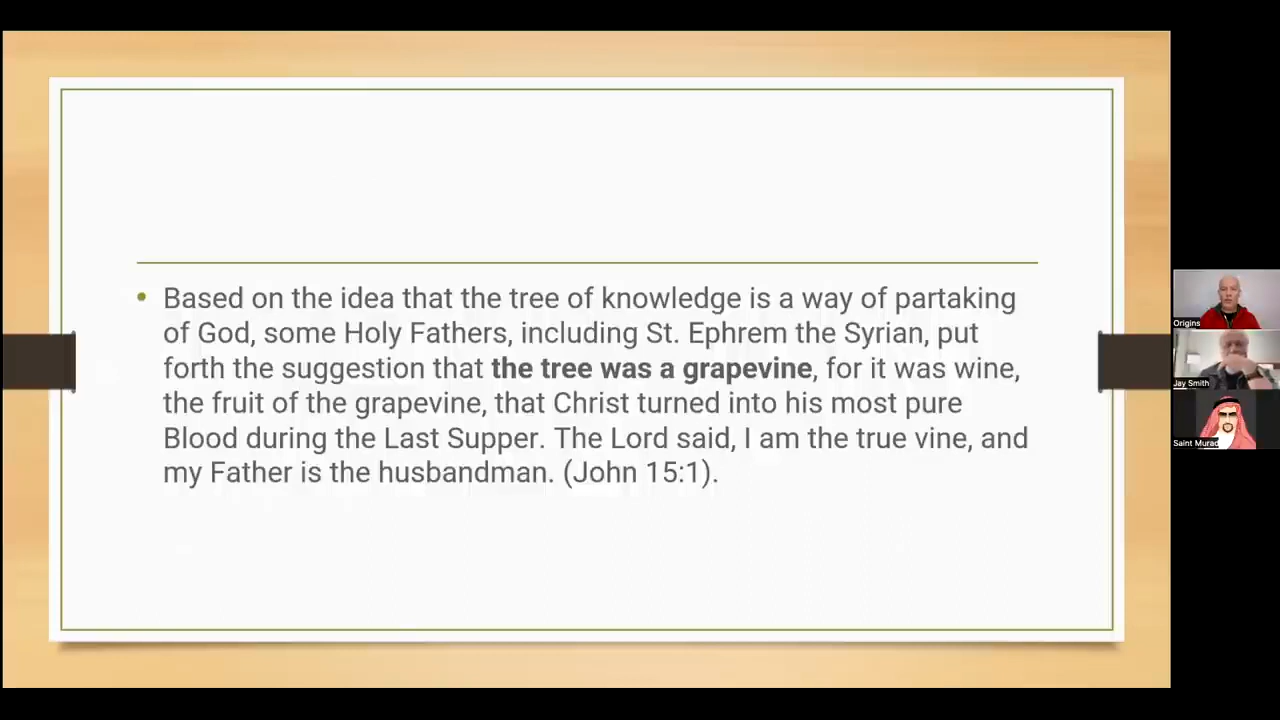 • Based on the idea that the tree of knowledge is a way of partaking
of God, some Holy Fathers, including St. Ephrem the Syrian, put
forth the suggestion that the tree was a grapevine, for it was wine,
the fruit of the grapevine, that Christ turned into his most pure
Blood during the Last Supper. The Lord said, I am the true vine, and
my Father is the husbandman. (John 15:1).
Origins
Jay Smith
Saint Murad